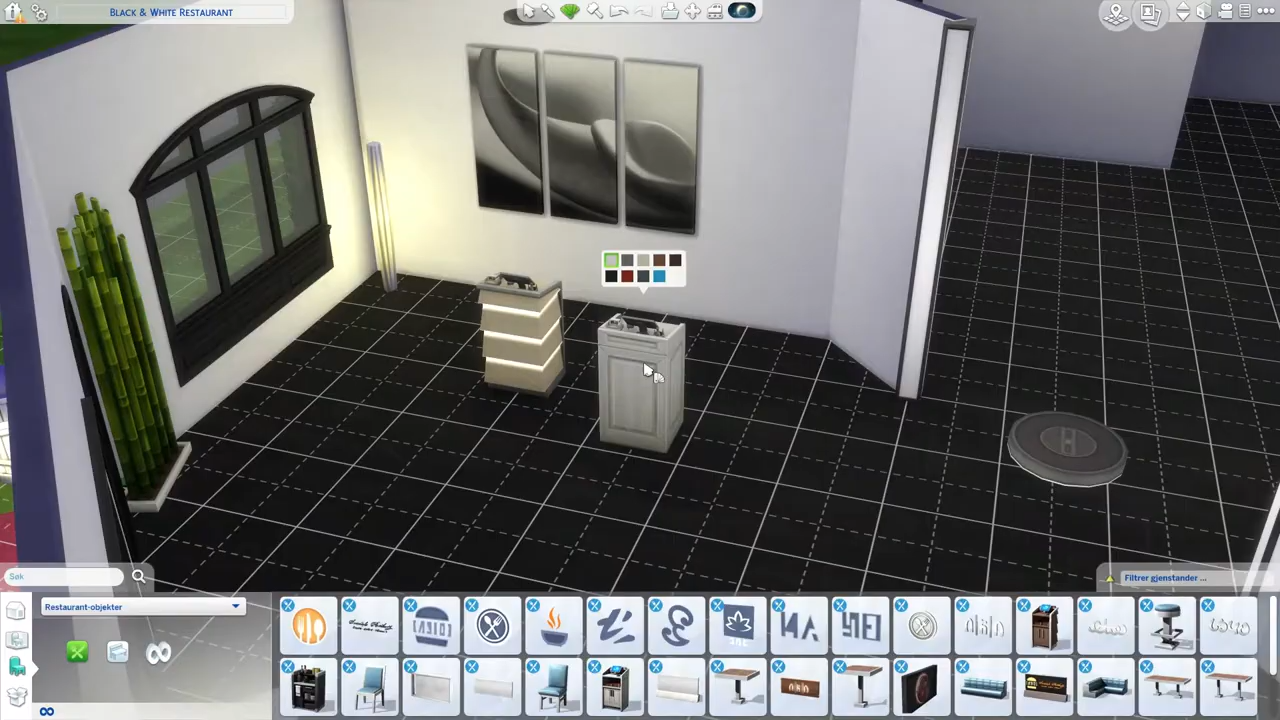 BLACK & WHITE RESTAURANT
Søk
Filtrer gjenstander ...
Restaurant-objekter